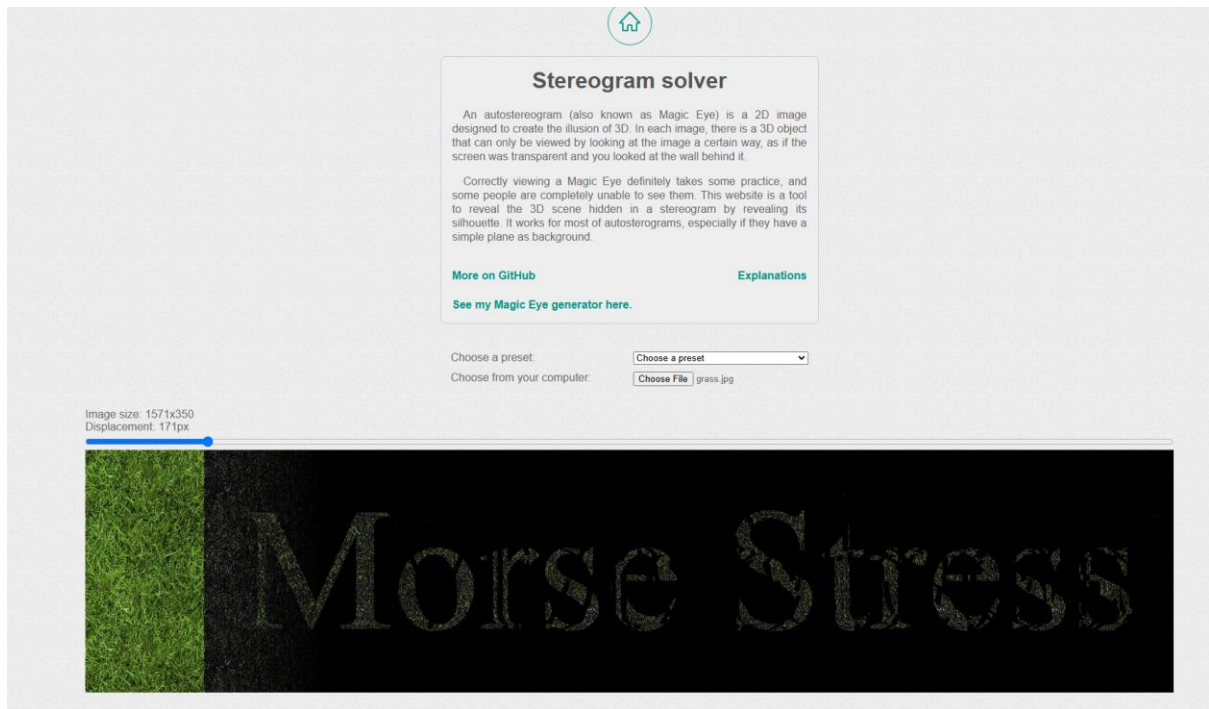 Stereogram solver
An autostereogram (also known as Magic Eye) is a 2D image
designed to create the illusion of 3D. In each image, there is a 3D object
that can only be viewed by looking at the image a certain way, as if the
screen was transparent and you looked at the wall behind it.
Correctly viewing a Magic Eye definitely takes some practice, and
some people are completely unable to see them. This website is a tool
to reveal the 3D scene hidden in a stereogram by revealing its
silhouette. It works for most of autosterograms, especially if they have a
simple plane as background.
More on GitHub Explanations
See my Magic Eye generator here.
Choose a preset: Choose a preset
Choose from your computer: Choose File grass.jpg
Image size: 1571x350
Displacement: 171px
Morse Stress